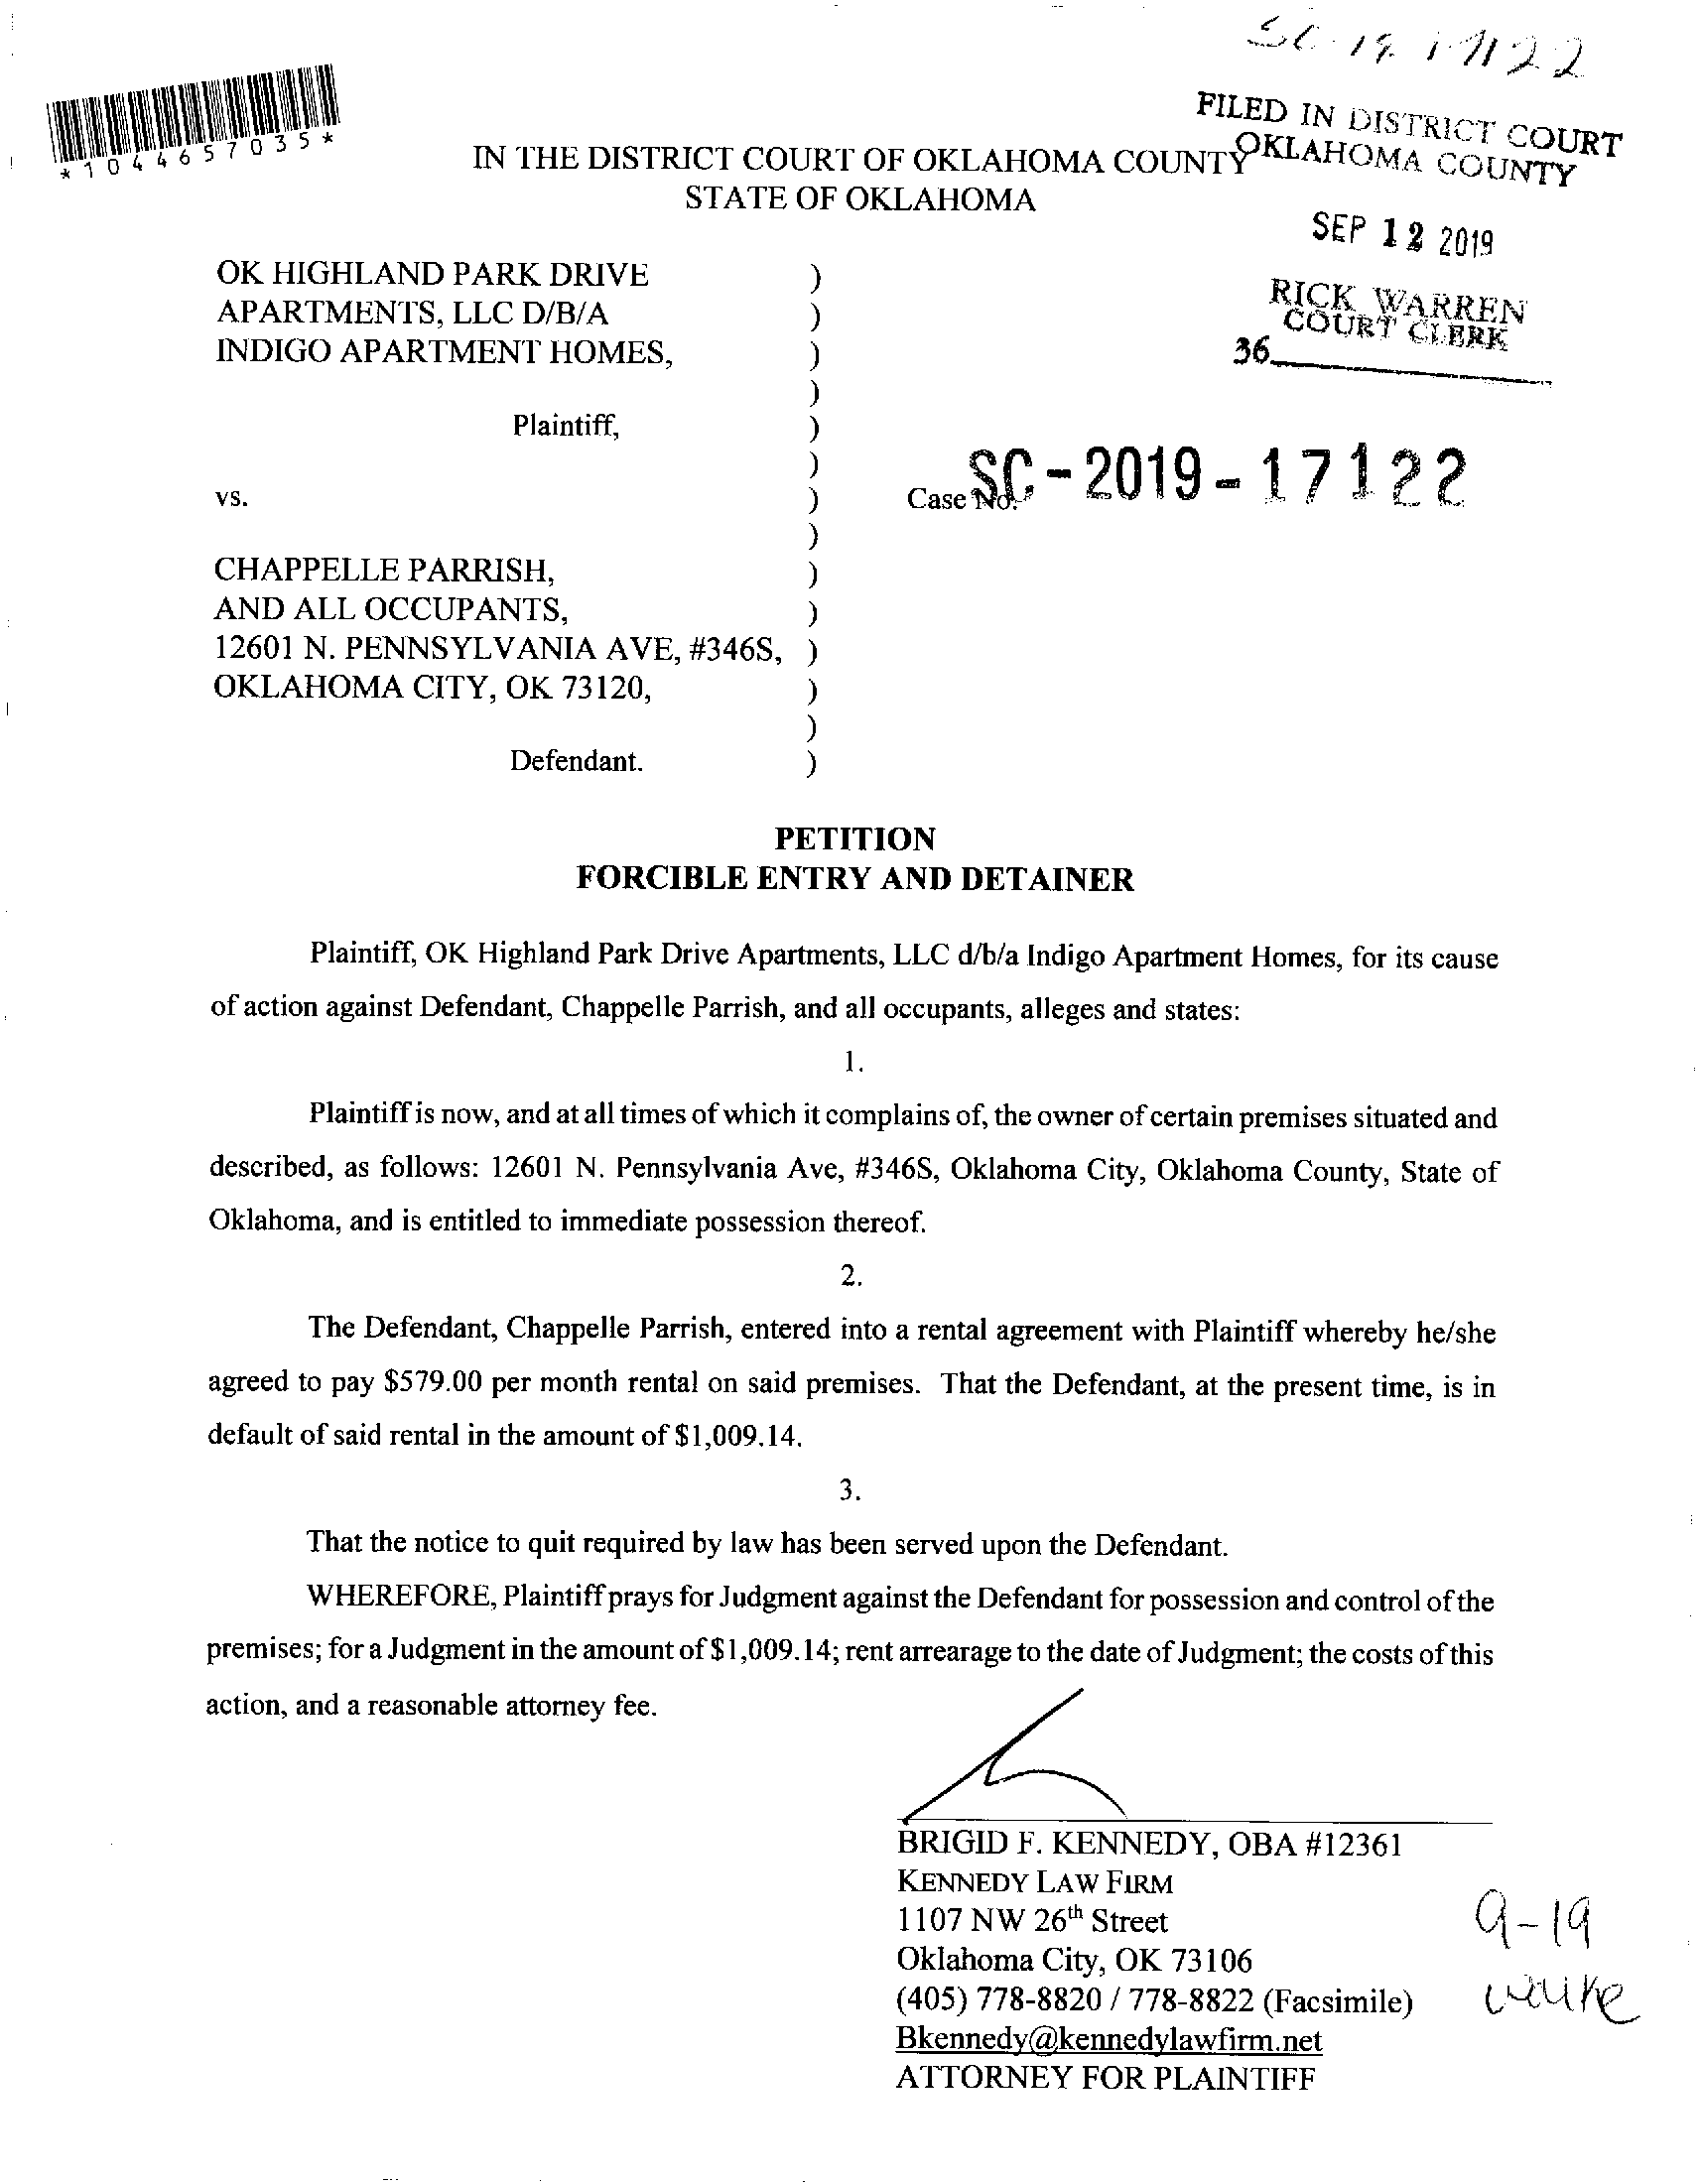 SC-19-17122
*1044657035*
FILED IN DISTRICT COURT
OKLAHOMA COUNTY
IN THE DISTRICT COURT OF OKLAHOMA COUNTY
STATE OF OKLAHOMA
SEP 12 2019
RICK WARREN
COURT CLERK
36
OK HIGHLAND PARK DRIVE )
APARTMENTS, LLC D/B/A )
INDIGO APARTMENT HOMES, )
)
Plaintiff, )
)
vs. ) Case No. SC-2019-17122
)
CHAPPELLE PARRISH, )
AND ALL OCCUPANTS, )
12601 N. PENNSYLVANIA AVE, #346S, )
OKLAHOMA CITY, OK 73120, )
)
Defendant. )
PETITION
FORCIBLE ENTRY AND DETAINER
Plaintiff, OK Highland Park Drive Apartments, LLC d/b/a Indigo Apartment Homes, for its cause
of action against Defendant, Chappelle Parrish, and all occupants, alleges and states:
1.
Plaintiff is now, and at all times of which it complains of, the owner of certain premises situated and
described, as follows: 12601 N. Pennsylvania Ave, #346S, Oklahoma City, Oklahoma County, State of
Oklahoma, and is entitled to immediate possession thereof.
2.
The Defendant, Chappelle Parrish, entered into a rental agreement with Plaintiff whereby he/she
agreed to pay $579.00 per month rental on said premises. That the Defendant, at the present time, is in
default of said rental in the amount of $1,009.14.
3.
That the notice to quit required by law has been served upon the Defendant.
WHEREFORE, Plaintiff prays for Judgment against the Defendant for possession and control of the
premises; for a Judgment in the amount of $1,009.14; rent arrearage to the date of Judgment; the costs of this
action, and a reasonable attorney fee.
BRIGID F. KENNEDY, OBA #12361
KENNEDY LAW FIRM
1107 NW 26th Street
Oklahoma City, OK 73106
(405) 778-8820 / 778-8822 (Facsimile)
Bkennedy@kennedylawfirm.net
ATTORNEY FOR PLAINTIFF
9-19